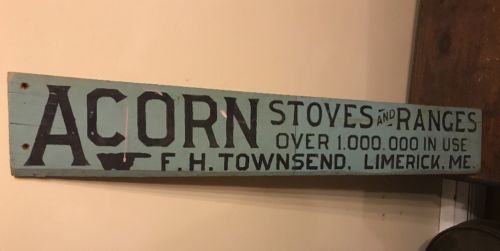 ACORN STOVES AND RANGES
OVER 1.000.000 IN USE
F.H. TOWNSEND. LIMERICK. ME.